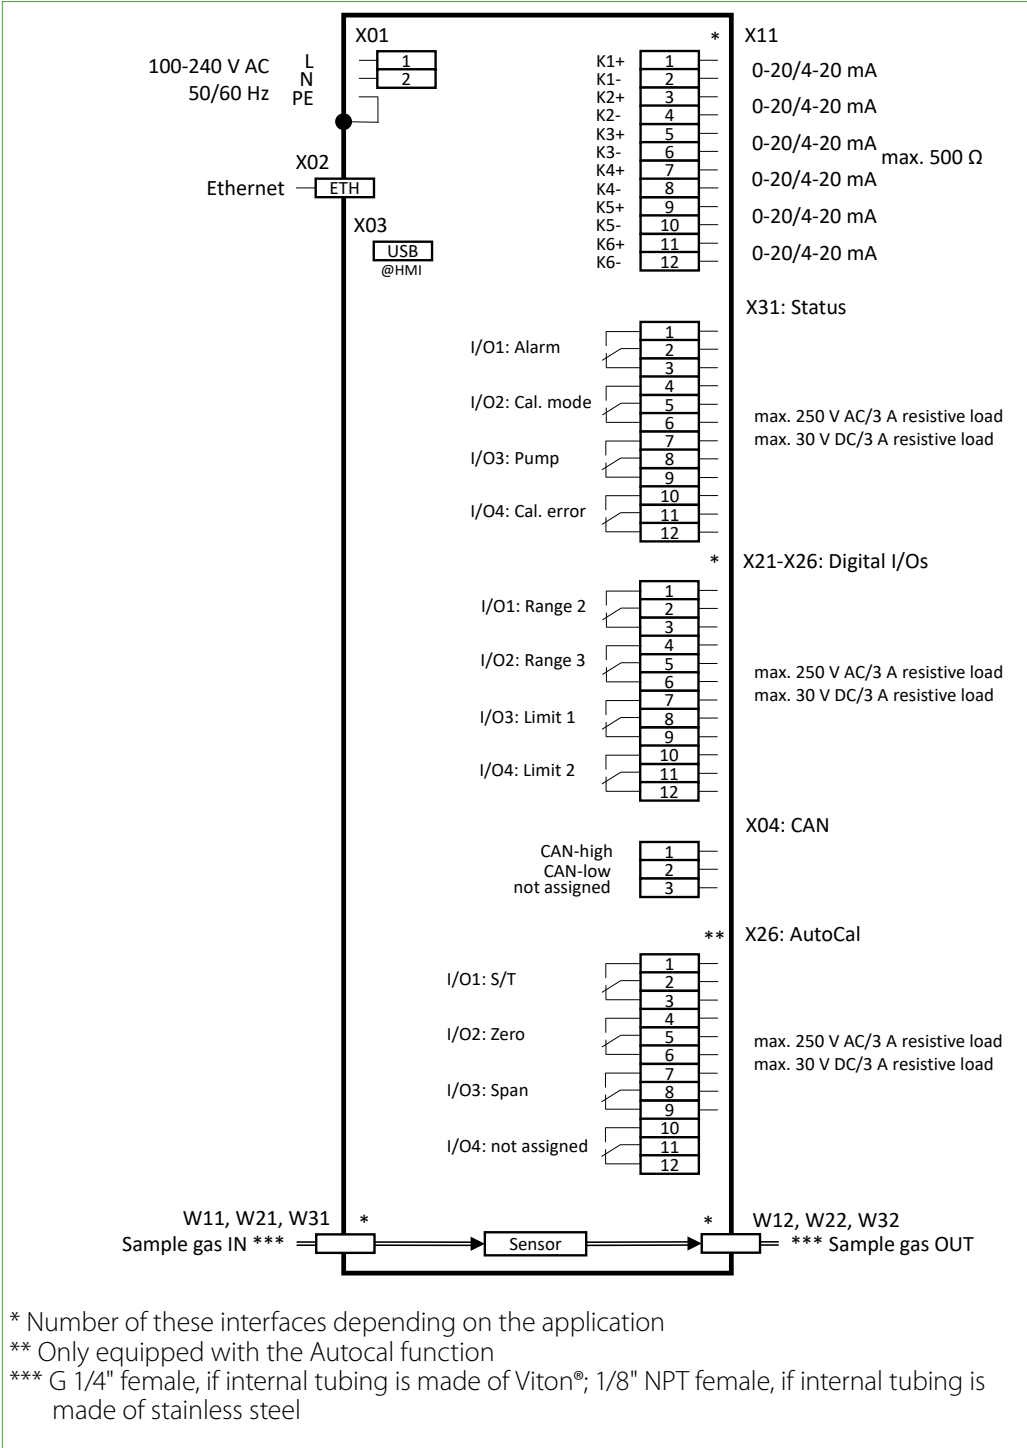 X01
* X11
100-240 V AC
50/60 Hz
L
N
PE
1
2
K1+ 1
K1- 2
K2+ 3
K2- 4
K3+ 5
K3- 6
K4+ 7
K4- 8
K5+ 9
K5- 10
K6+ 11
K6- 12
0-20/4-20 mA
0-20/4-20 mA
0-20/4-20 mA
0-20/4-20 mA
0-20/4-20 mA
0-20/4-20 mA
max. 500 Ω
X02
Ethernet ETH
X03
USB
@HMI
X31: Status
I/O1: Alarm
I/O2: Cal. mode
I/O3: Pump
I/O4: Cal. error
1
2
3
4
5
6
7
8
9
10
11
12
max. 250 V AC/3 A resistive load
max. 30 V DC/3 A resistive load
* X21-X26: Digital I/Os
I/O1: Range 2
I/O2: Range 3
I/O3: Limit 1
I/O4: Limit 2
1
2
3
4
5
6
7
8
9
10
11
12
max. 250 V AC/3 A resistive load
max. 30 V DC/3 A resistive load
X04: CAN
CAN-high 1
CAN-low 2
not assigned 3
** X26: AutoCal
I/O1: S/T
I/O2: Zero
I/O3: Span
I/O4: not assigned
1
2
3
4
5
6
7
8
9
10
11
12
max. 250 V AC/3 A resistive load
max. 30 V DC/3 A resistive load
W11, W21, W31 *
Sample gas IN ***
Sensor
* W12, W22, W32
*** Sample gas OUT
* Number of these interfaces depending on the application
** Only equipped with the Autocal function
*** G 1/4" female, if internal tubing is made of Viton®; 1/8" NPT female, if internal tubing is
made of stainless steel